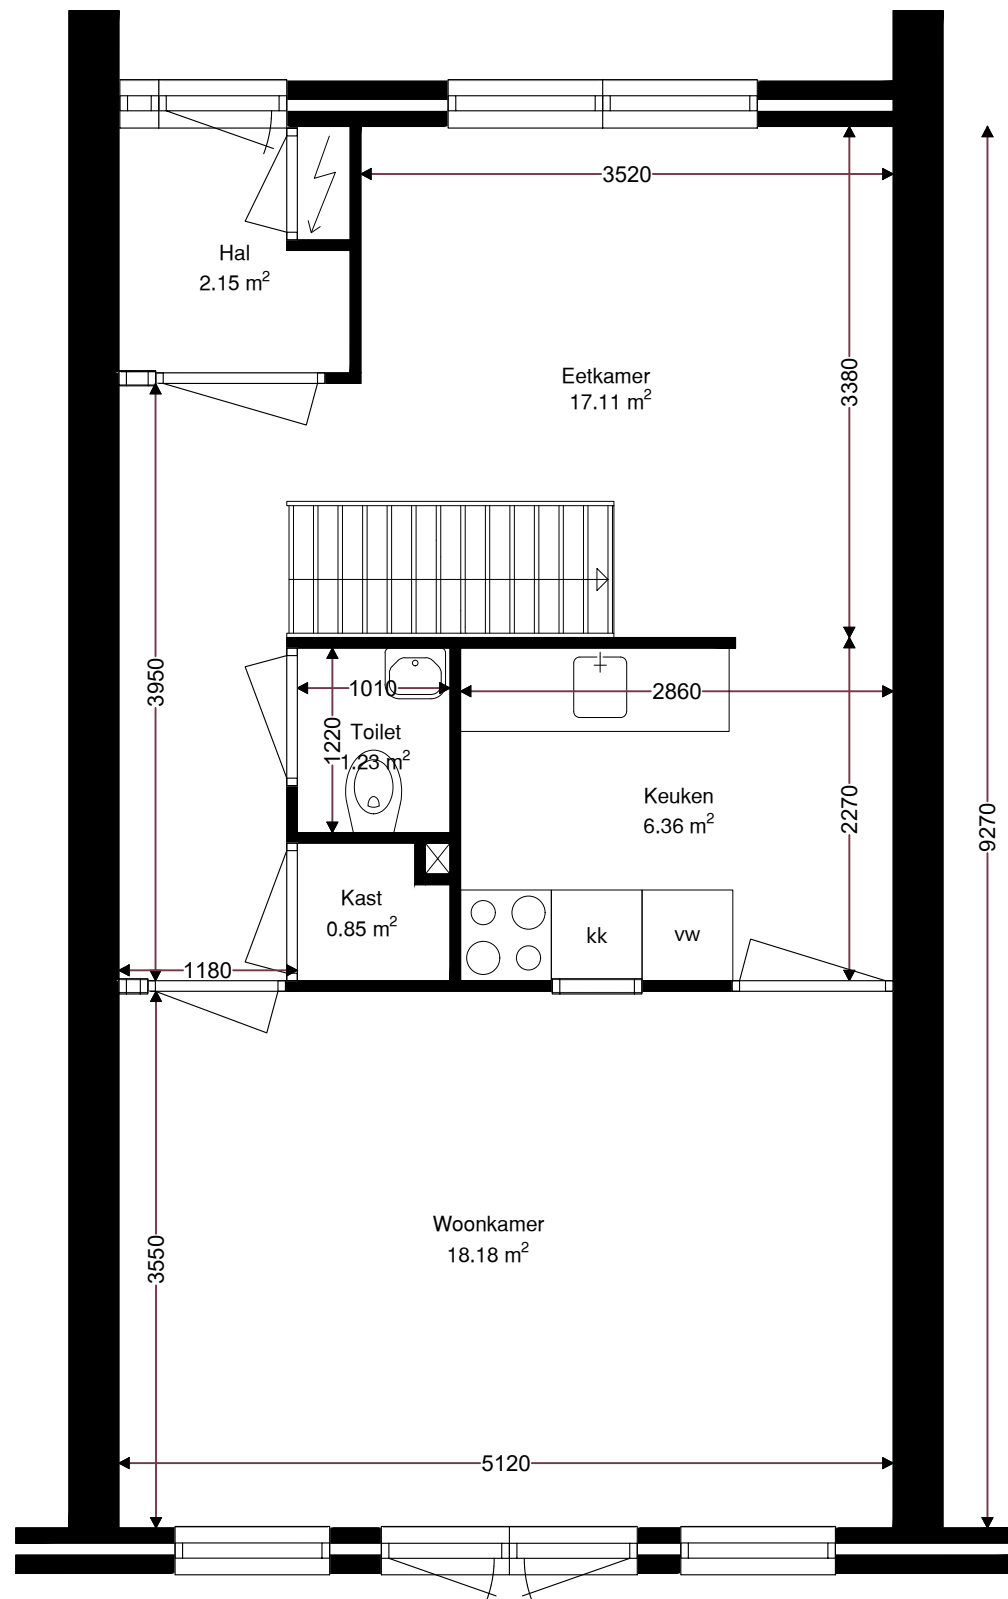 3520
Hal
2.15 m²
Eetkamer
17.11 m²
3380
3950
1010
2860
1220
Toilet
1.23 m²
Keuken
6.36 m²
2270
9270
Kast
0.85 m²
kk
vw
1180
Woonkamer
18.18 m²
3550
5120